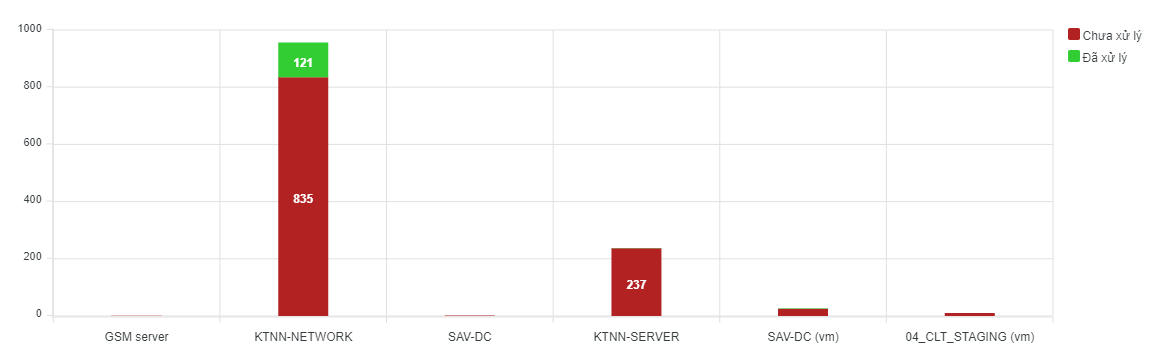 1000
800
600
400
200
0
121
835
237
GSM server
KTNN-NETWORK
SAV-DC
KTNN-SERVER
SAV-DC (vm)
04_CLT_STAGING (vm)
Chưa xử lý
Đã xử lý